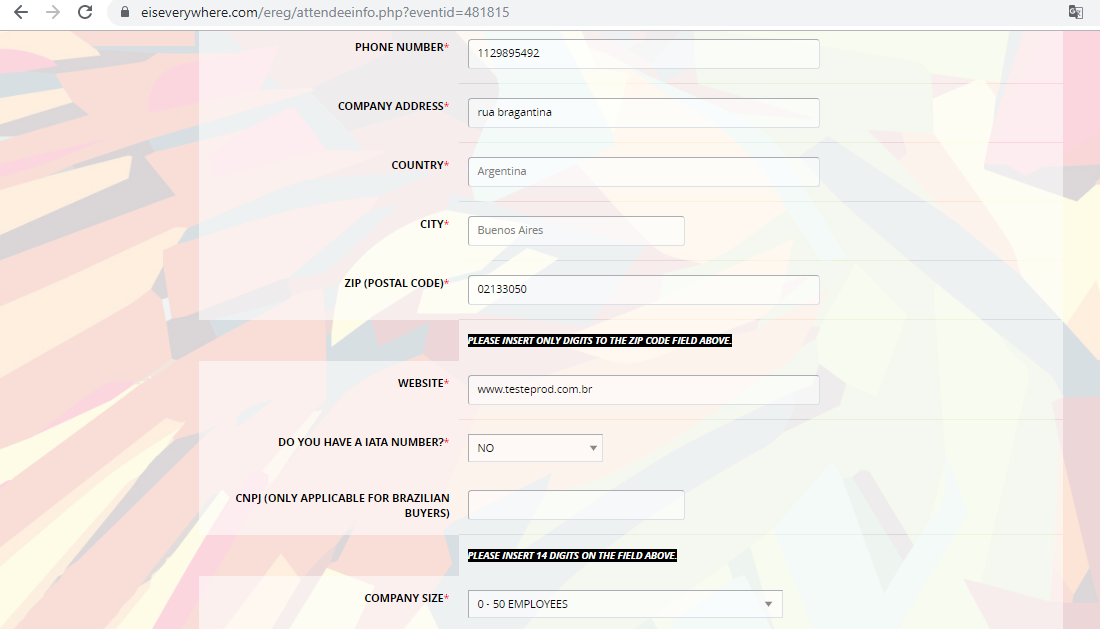 eiseverywhere.com/ereg/attendeeinfo.php?eventid=481815
PHONE NUMBER* 1129895492
COMPANY ADDRESS* rua bragantina
COUNTRY* Argentina
CITY* Buenos Aires
ZIP (POSTAL CODE)* 02133050
PLEASE INSERT ONLY DIGITS TO THE ZIP CODE FIELD ABOVE.
WEBSITE* www.testeprod.com.br
DO YOU HAVE A IATA NUMBER?* NO
CNPJ (ONLY APPLICABLE FOR BRAZILIAN
BUYERS)
PLEASE INSERT 14 DIGITS ON THE FIELD ABOVE.
COMPANY SIZE* 0 - 50 EMPLOYEES